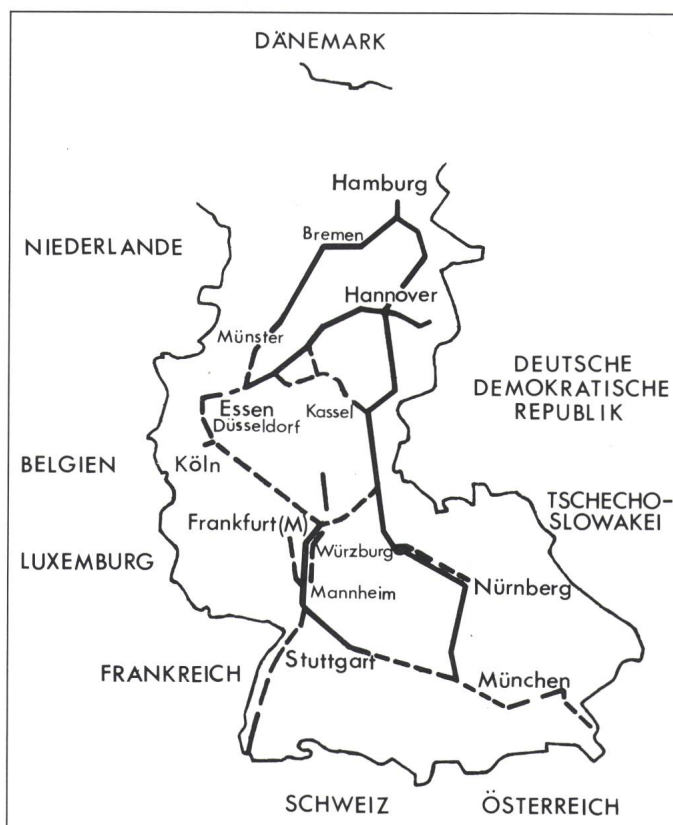 DÄNEMARK
Hamburg
Bremen
NIEDERLANDE
Hannover
Münster
DEUTSCHE
DEMOKRATISCHE
REPUBLIK
Essen
Düsseldorf
Kassel
BELGIEN
Köln
TSCHECHO-
SLOWAKEI
Frankfurt(M)
LUXEMBURG
Würzburg
Nürnberg
Mannheim
FRANKREICH
Stuttgart
München
SCHWEIZ
ÖSTERREICH